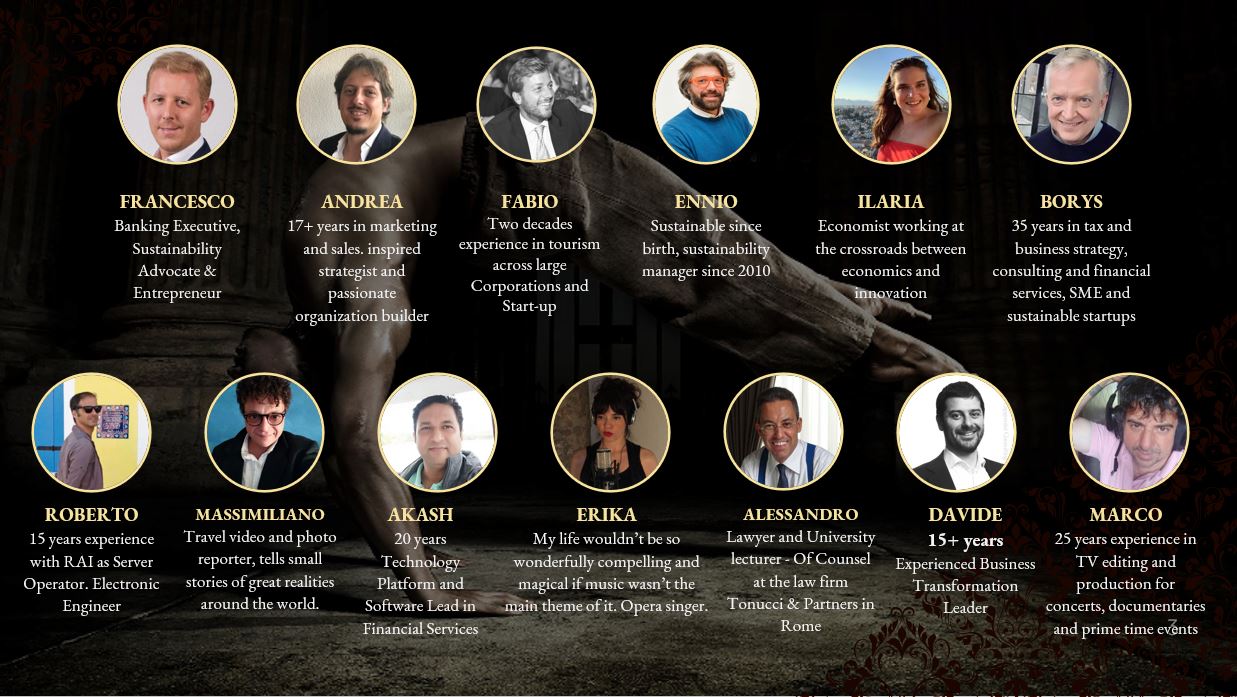 FRANCESCO
Banking Executive,
Sustainability
Advocate &
Entrepreneur
ANDREA
17+ years in marketing
and sales. inspired
strategist and
passionate
organization builder
FABIO
Two decades
experience in tourism
across large
Corporations and
Start-up
ENNIO
Sustainable since
birth, sustainability
manager since 2010
ILARIA
Economist working at
the crossroads between
economics and
innovation
BORYS
35 years in tax and
business strategy,
consulting and financial
services, SME and
sustainable startups
ROBERTO
15 years experience
with RAI as Server
Operator. Electronic
Engineer
MASSIMILIANO
Travel video and photo
reporter, tells small
stories of great realities
around the world.
AKASH
20 years
Technology
Platform and
Software Lead in
Financial Services
ERIKA
My life wouldn't be so
wonderfully compelling and
magical if music wasn't the
main theme of it. Opera singer.
ALESSANDRO
Lawyer and University
lecturer - Of Counsel
at the law firm
Tonucci & Partners in
Rome
DAVIDE
15+ years
Experienced Business
Transformation
Leader
MARCO
25 years experience in
TV editing and
production for
concerts, documentaries
and prime time events